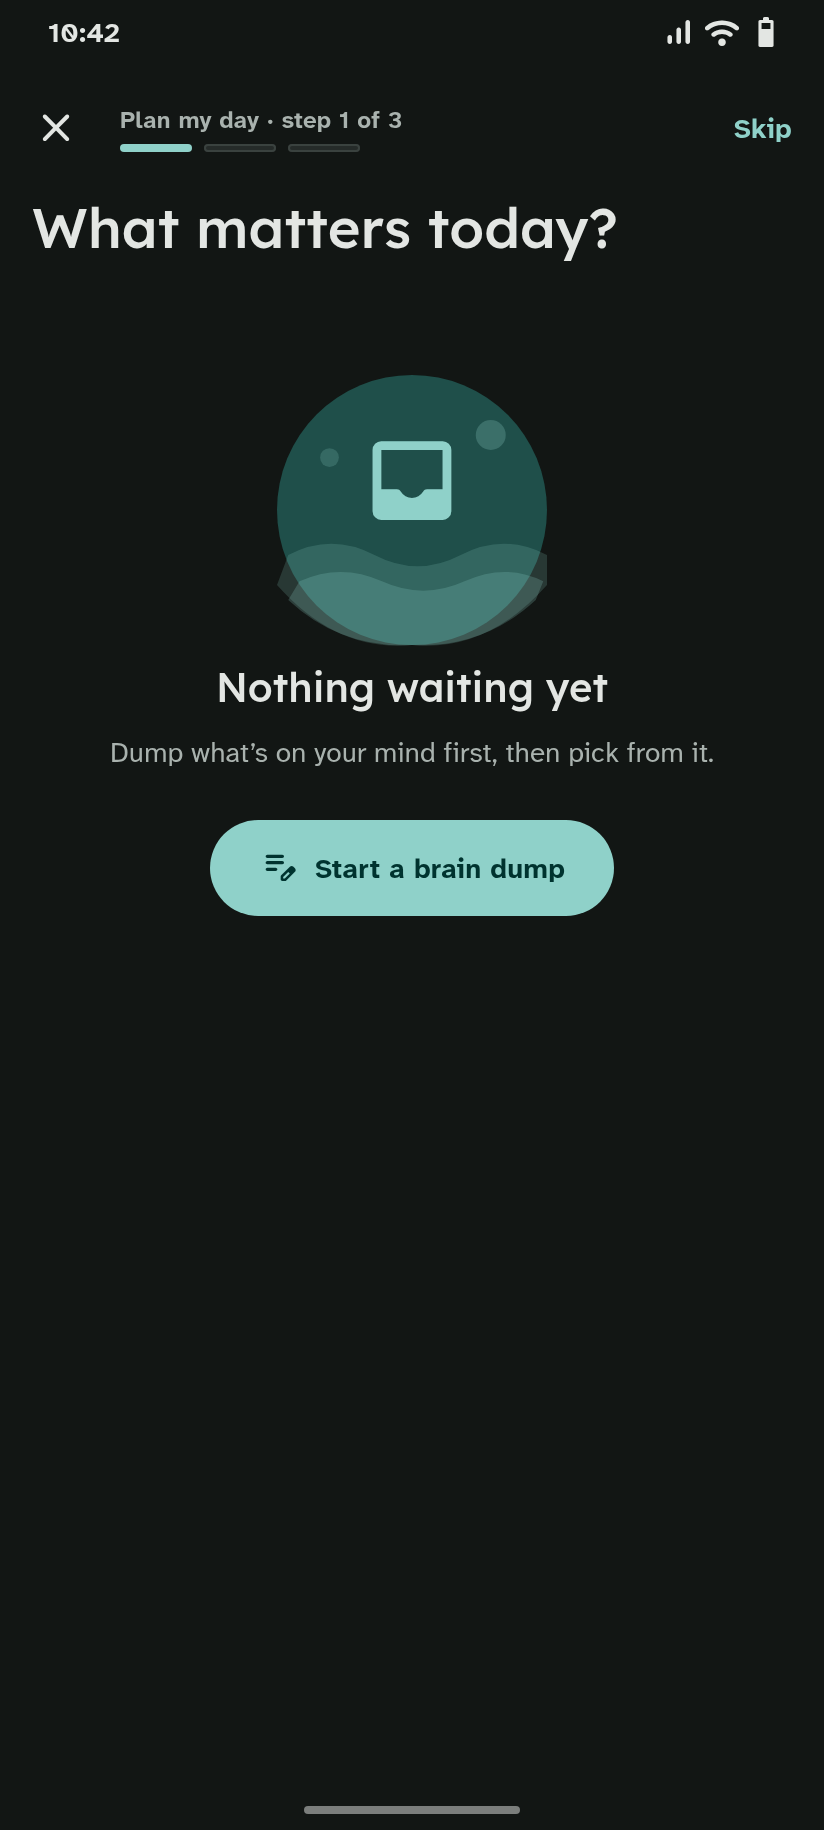 10:42
Plan my day · step 1 of 3
Skip
What matters today?
Nothing waiting yet
Dump what’s on your mind first, then pick from it.
Start a brain dump